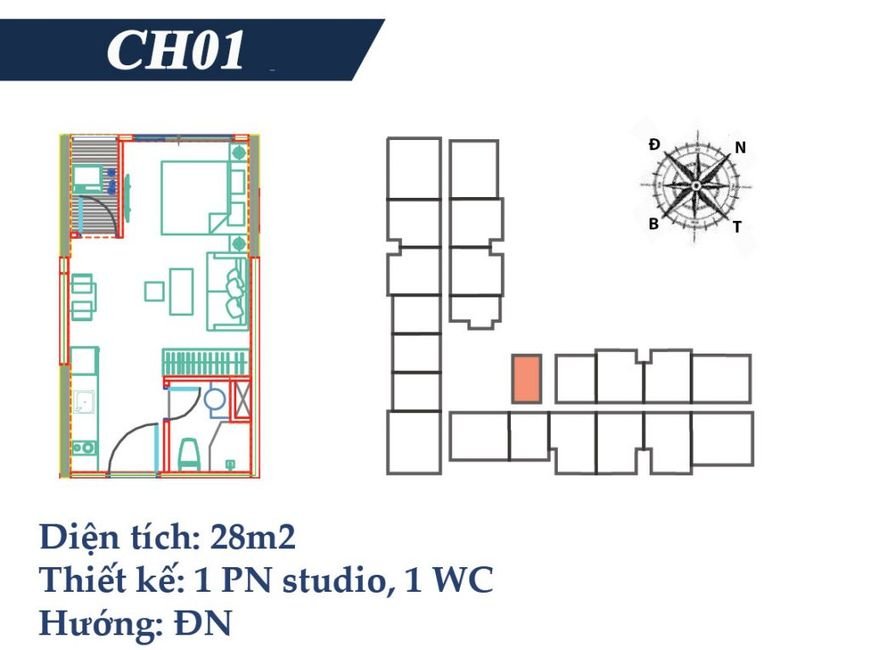 CH01
Đ N
B T
Diện tích: 28m2
Thiết kế: 1 PN studio, 1 WC
Hướng: ĐN